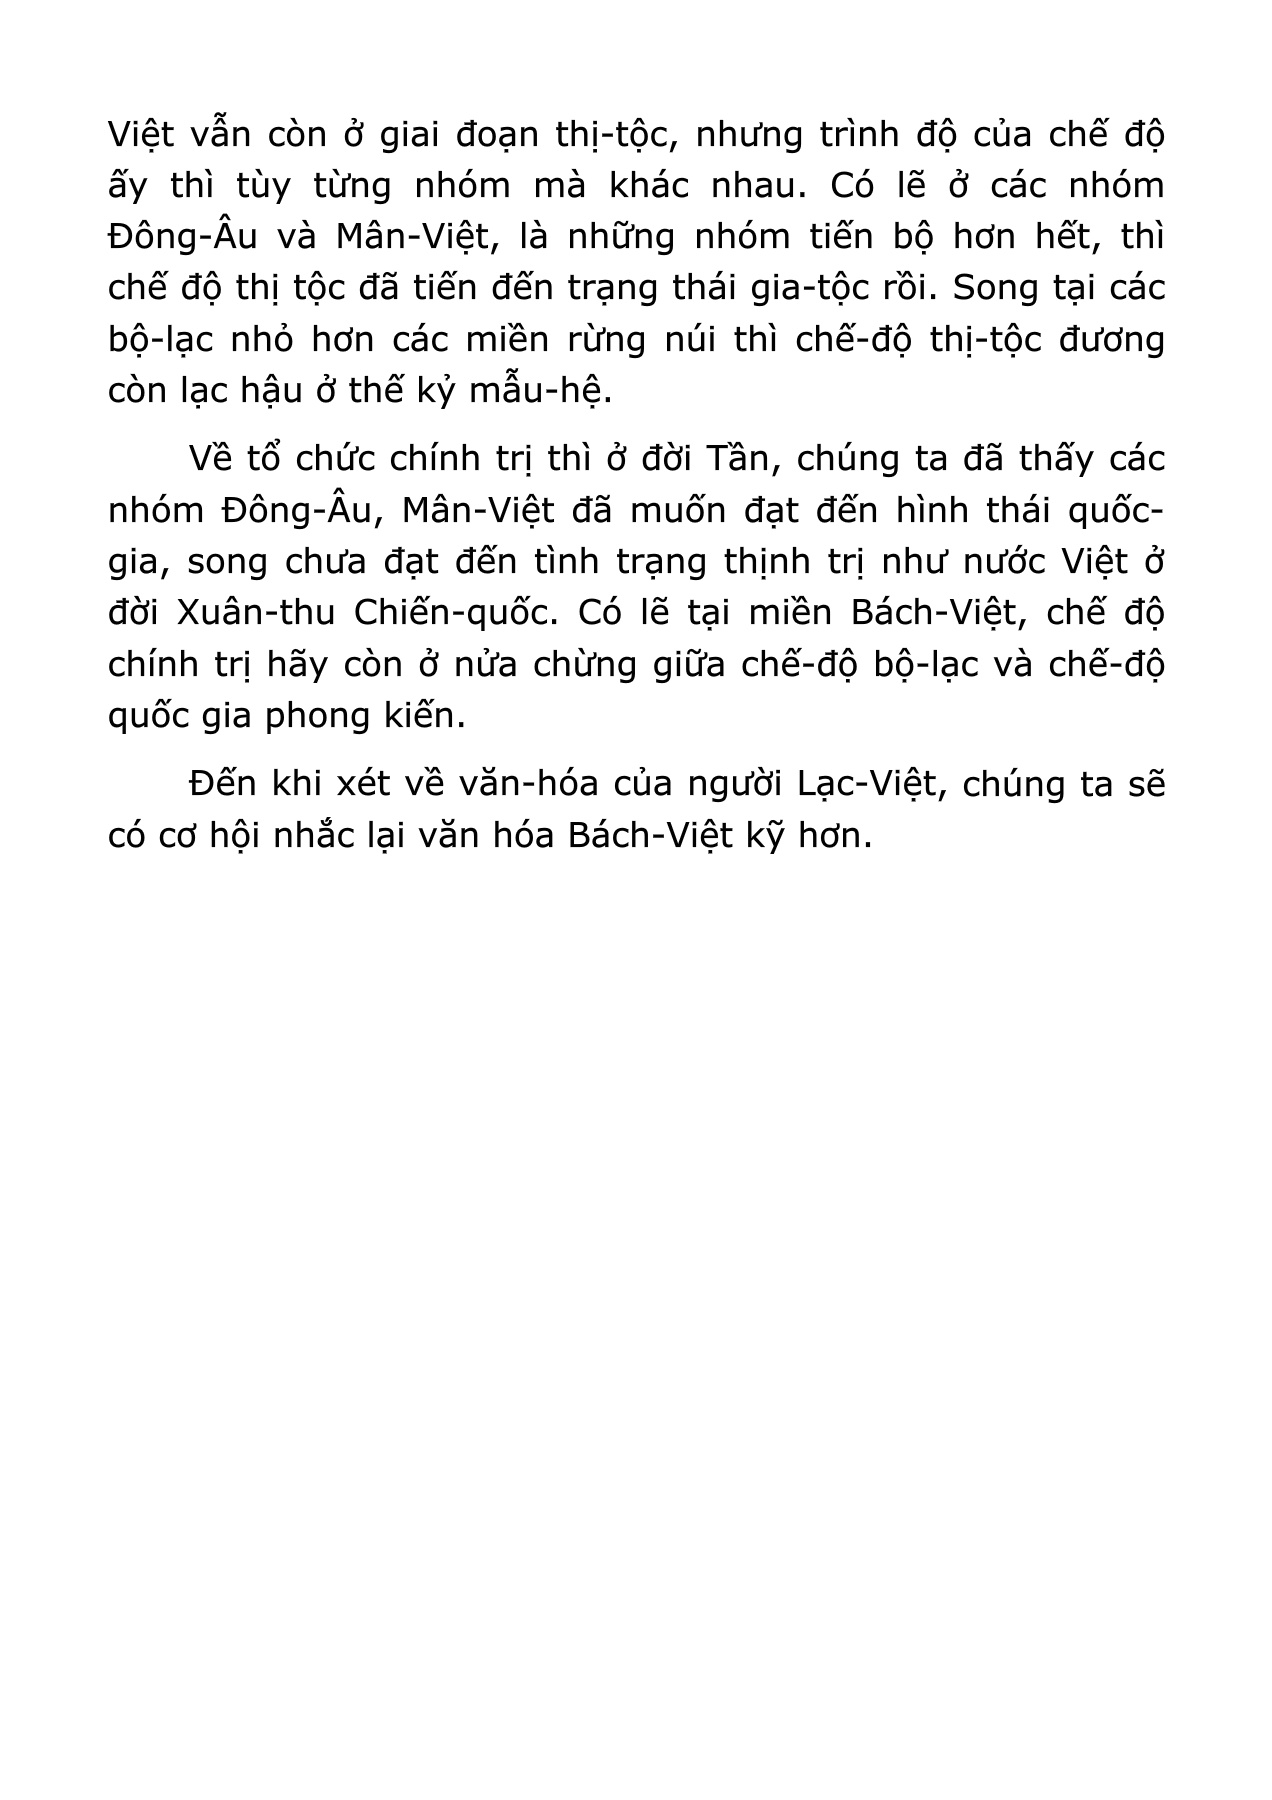 Việt vẫn còn ở giai đoạn thị-tộc, nhưng trình độ của chế độ
ấy thì tùy từng nhóm mà khác nhau. Có lẽ ở các nhóm
Đông-Âu và Mân-Việt, là những nhóm tiến bộ hơn hết, thì
chế độ thị tộc đã tiến đến trạng thái gia-tộc rồi. Song tại các
bộ-lạc nhỏ hơn các miền rừng núi thì chế-độ thị-tộc đương
còn lạc hậu ở thế kỷ mẫu-hệ.
Về tổ chức chính trị thì ở đời Tần, chúng ta đã thấy các
nhóm Đông-Âu, Mân-Việt đã muốn đạt đến hình thái quốc-
gia, song chưa đạt đến tình trạng thịnh trị như nước Việt ở
đời Xuân-thu Chiến-quốc. Có lẽ tại miền Bách-Việt, chế độ
chính trị hãy còn ở nửa chừng giữa chế-độ bộ-lạc và chế-độ
quốc gia phong kiến.
Đến khi xét về văn-hóa của người Lạc-Việt, chúng ta sẽ
có cơ hội nhắc lại văn hóa Bách-Việt kỹ hơn.